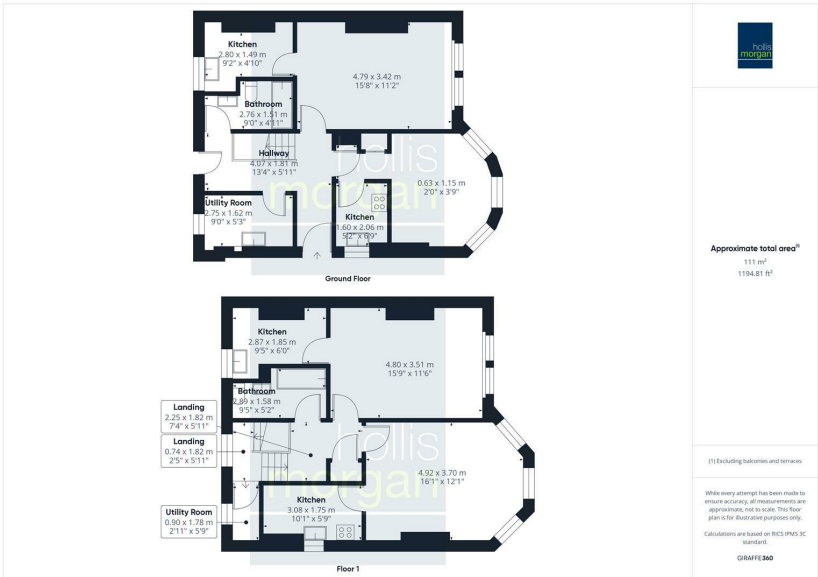 Kitchen
2.80 x 1.49 m
9'2" x 4'10"
4.79 x 3.42 m
15'8" x 11'2"
Bathroom
2.76 x 1.51 m
9'0" x 4'11"
Hallway
4.07 x 1.81 m
13'4" x 5'11"
hollis
morgan
0.63 x 1.15 m
2'0" x 3'9"
Utility Room
2.75 x 1.62 m
9'0" x 5'3"
Kitchen
1.60 x 2.06 m
5'2" x 6'9"
Ground Floor
Kitchen
2.87 x 1.85 m
9'5" x 6'0"
4.80 x 3.51 m
15'9" x 11'6"
Bathroom
2.89 x 1.58 m
9'5" x 5'2"
Landing
2.25 x 1.82 m
7'4" x 5'11"
Landing
0.74 x 1.82 m
2'5" x 5'11"
hollis
morgan
4.92 x 3.70 m
16'1" x 12'1"
Kitchen
3.08 x 1.75 m
10'1" x 5'9"
Utility Room
0.90 x 1.78 m
2'11" x 5'9"
Floor 1
hollis
morgan
Approximate total area(1)
111 m²
1194.81 ft²
(1) Excluding balconies and terraces
While every attempt has been made to
ensure accuracy, all measurements are
approximate, not to scale. This floor
plan is for illustrative purposes only.
Calculations are based on RICS IPMS 3C
standard.
GIRAFFE360